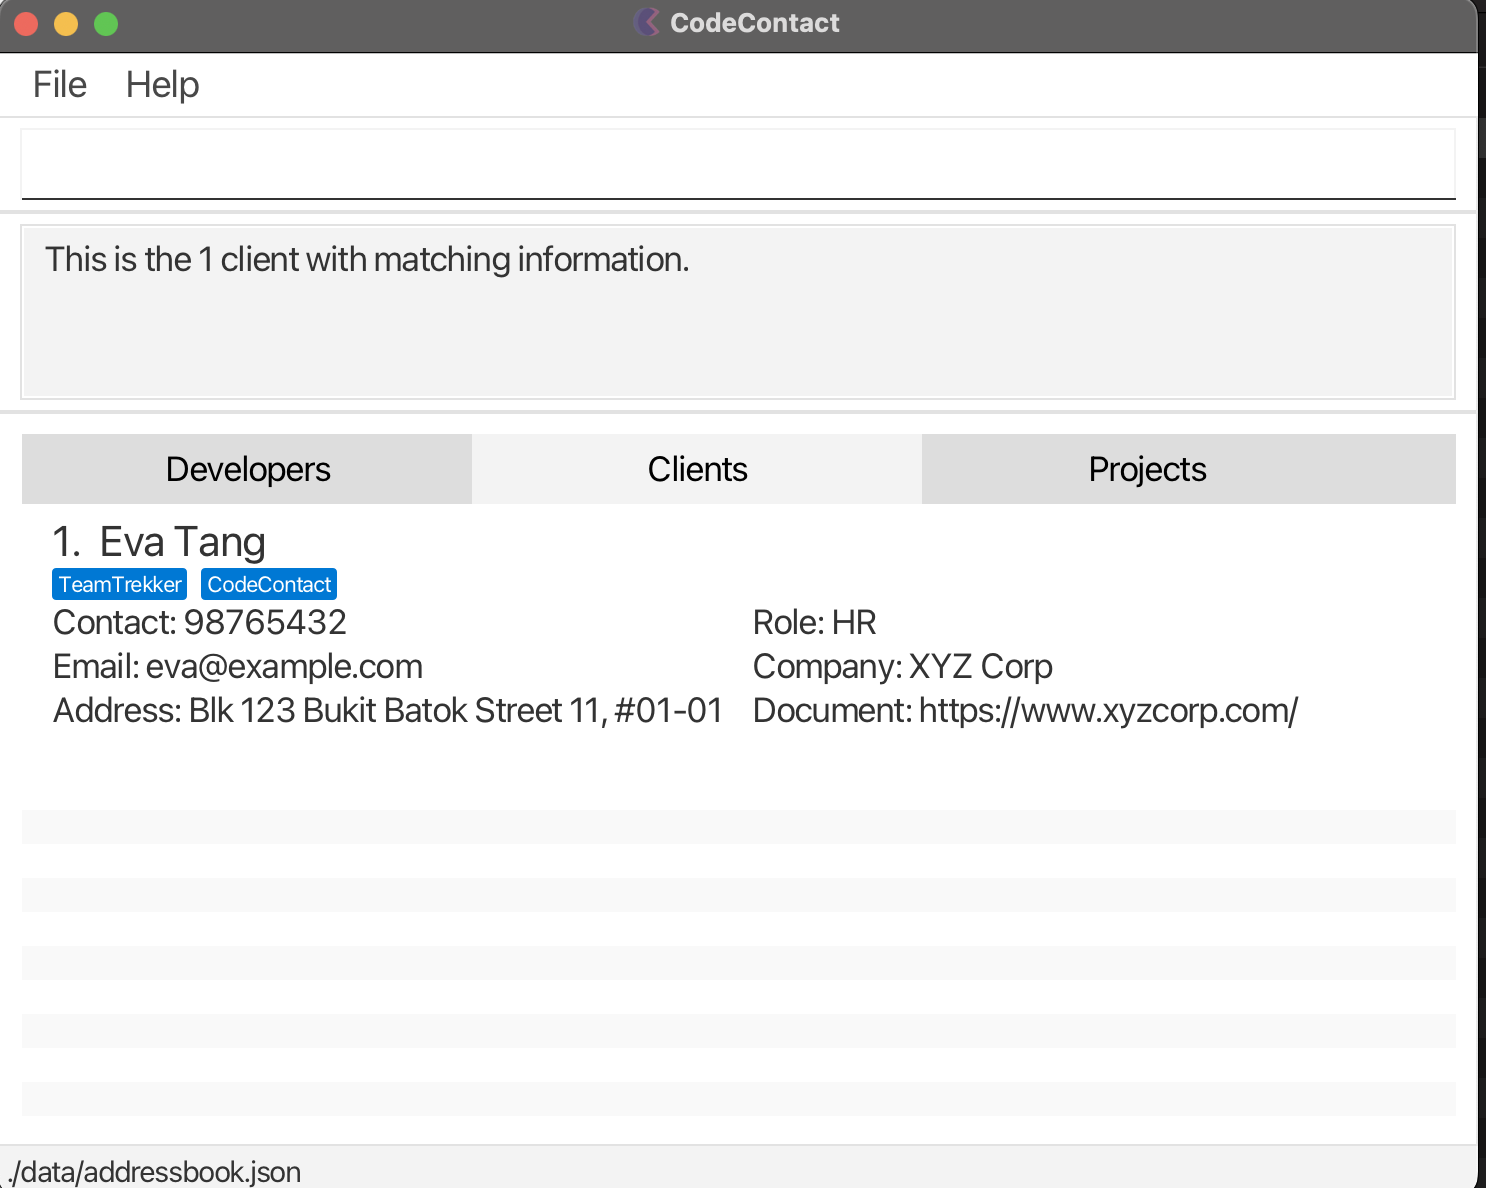 CodeContact
File Help
This is the 1 client with matching information.
Developers Clients Projects
1. Eva Tang
TeamTrekker CodeContact
Contact: 98765432 Role: HR
Email: eva@example.com Company: XYZ Corp
Address: Blk 123 Bukit Batok Street 11, #01-01 Document: https://www.xyzcorp.com/
./data/addressbook.json